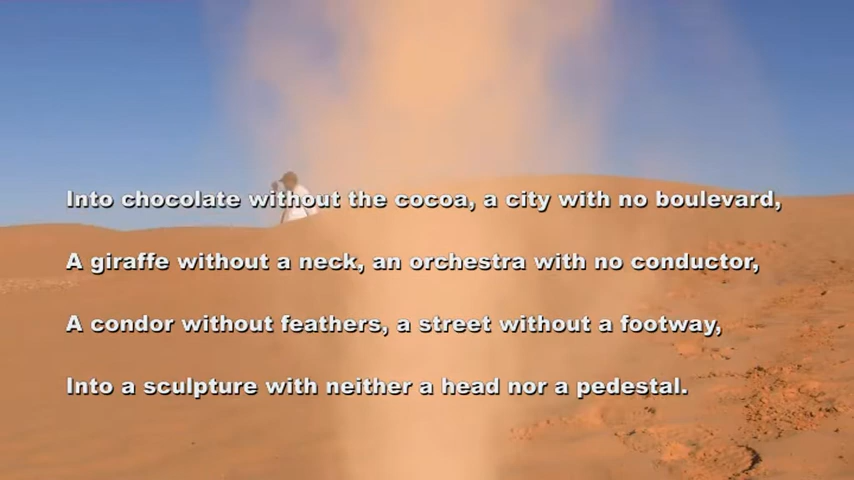 Into chocolate without the cocoa, a city with no boulevard,
A giraffe without a neck, an orchestra with no conductor,
A condor without feathers, a street without a footway,
Into a sculpture with neither a head nor a pedestal.